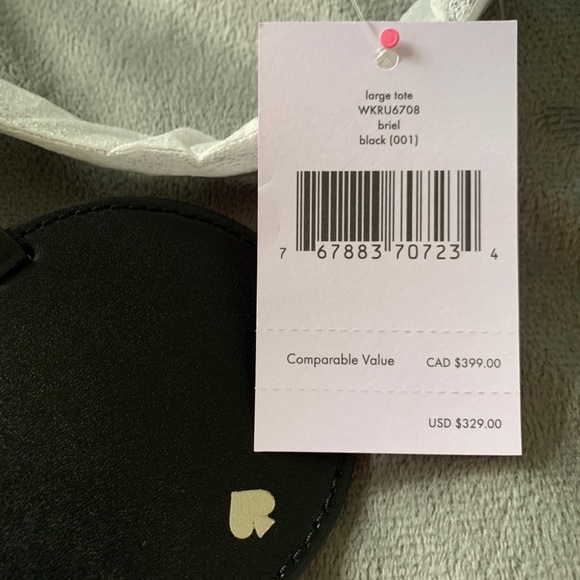 large tote
WKRU6708
briel
black (001)
7 67883 70723 4
Comparable Value CAD $399.00
USD $329.00